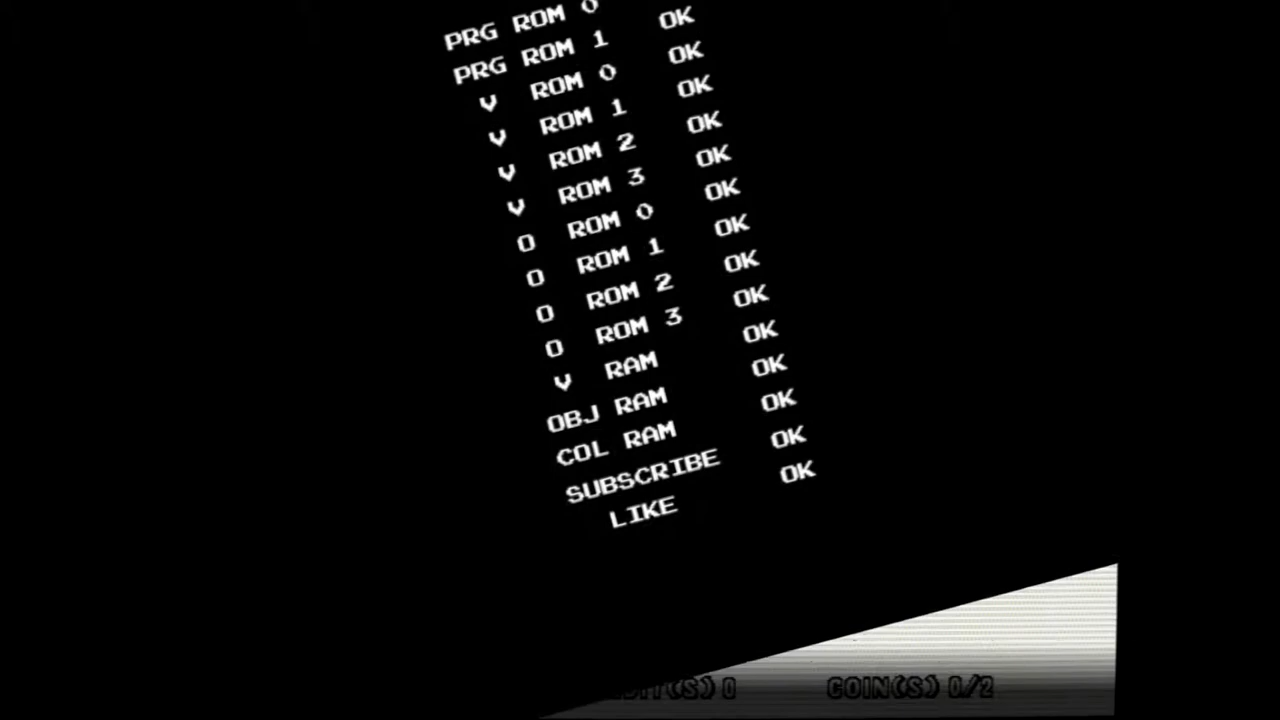 PRG ROM 0 OK
PRG ROM 1 OK
V ROM 0 OK
V ROM 1 OK
V ROM 2 OK
V ROM 3 OK
O ROM 0 OK
O ROM 1 OK
O ROM 2 OK
O ROM 3 OK
V RAM OK
OBJ RAM OK
COL RAM OK
SUBSCRIBE OK
LIKE OK
0 COIN(S) 0/2